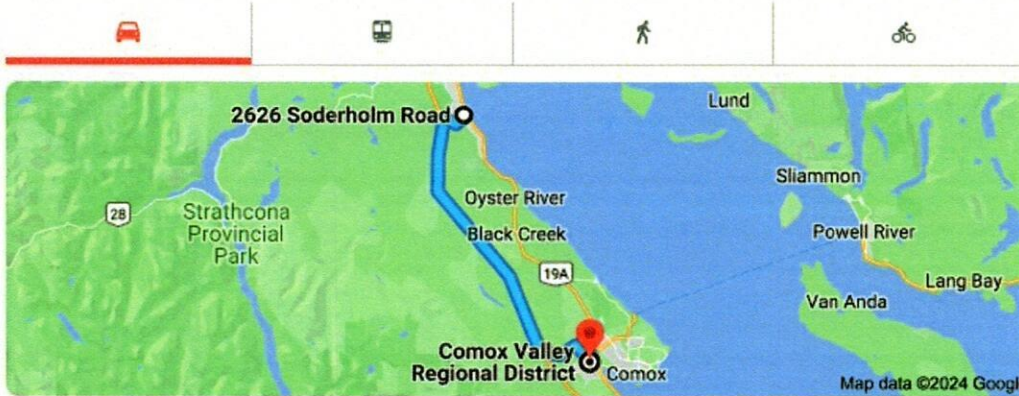 2626 Soderholm Road
Lund
Sliammon
Oyster River
28
Strathcona
Provincial
Park
Black Creek
Powell River
19A
Lang Bay
Van Anda
Comox Valley
Regional District
Comox
Map data ©2024 Googl